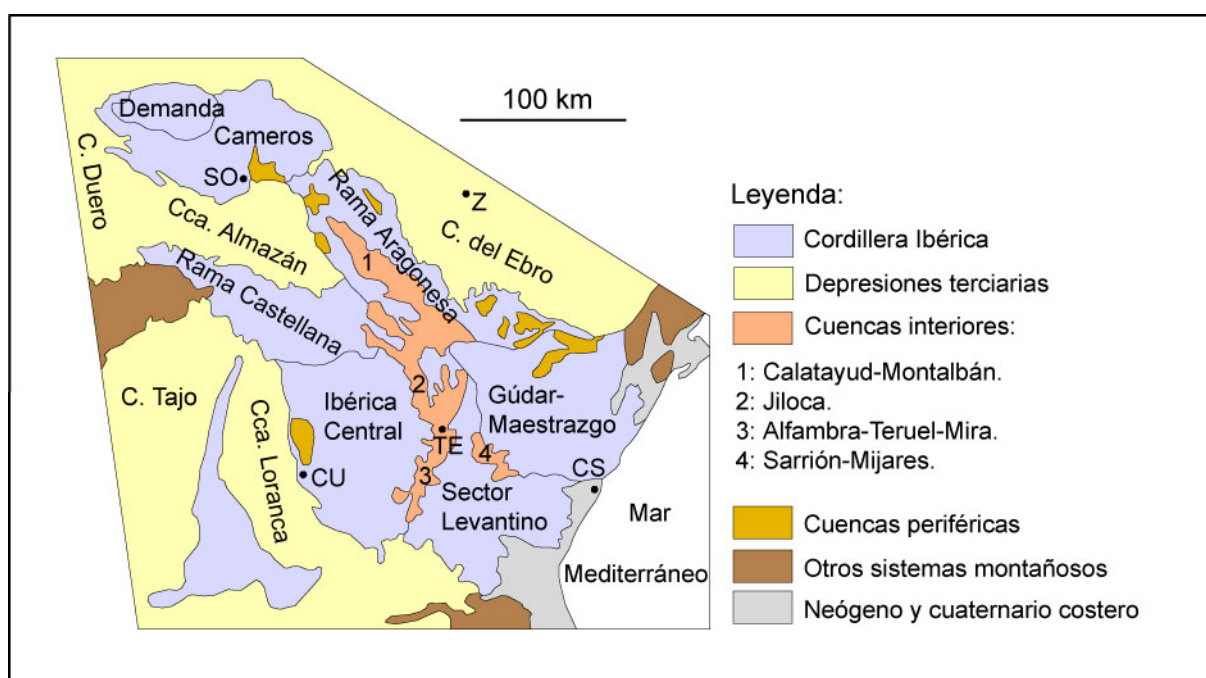 100 km
Demanda
Cameros
C. Duero
SO
Cca. Almazán
Rama Aragonesa
Z
C. del Ebro
1
Rama Castellana
2
C. Tajo
Cca. Loranca
Ibérica
Central
Gúdar-
Maestrazgo
TE
4
3
CU
CS
Sector
Levantino
Mar
Mediterráneo
Leyenda:
Cordillera Ibérica
Depresiones terciarias
Cuencas interiores:
1: Calatayud-Montalbán.
2: Jiloca.
3: Alfambra-Teruel-Mira.
4: Sarrión-Mijares.
Cuencas periféricas
Otros sistemas montañosos
Neógeno y cuaternario costero